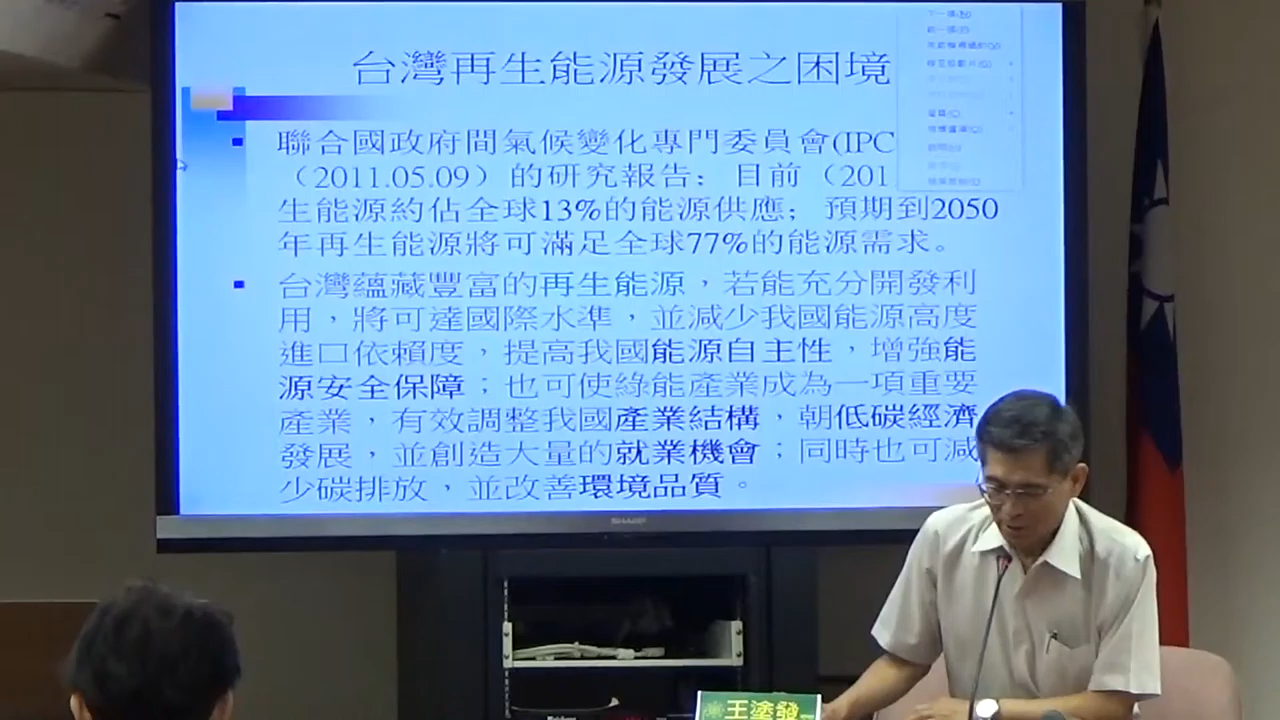 台灣再生能源發展之困境
聯合國政府間氣候變化專門委員會(IPC
（2011.05.09）的研究報告：目前（201
生能源約佔全球13%的能源供應；預期到2050
年再生能源將可滿足全球77%的能源需求。
台灣蘊藏豐富的再生能源，若能充分開發利
用，將可達國際水準，並減少我國能源高度
進口依賴度，提高我國能源自主性，增強能
源安全保障；也可使綠能產業成為一項重要
產業，有效調整我國產業結構，朝低碳經濟
發展，並創造大量的就業機會；同時也可減
少碳排放，並改善環境品質。
SHARP
王塗發